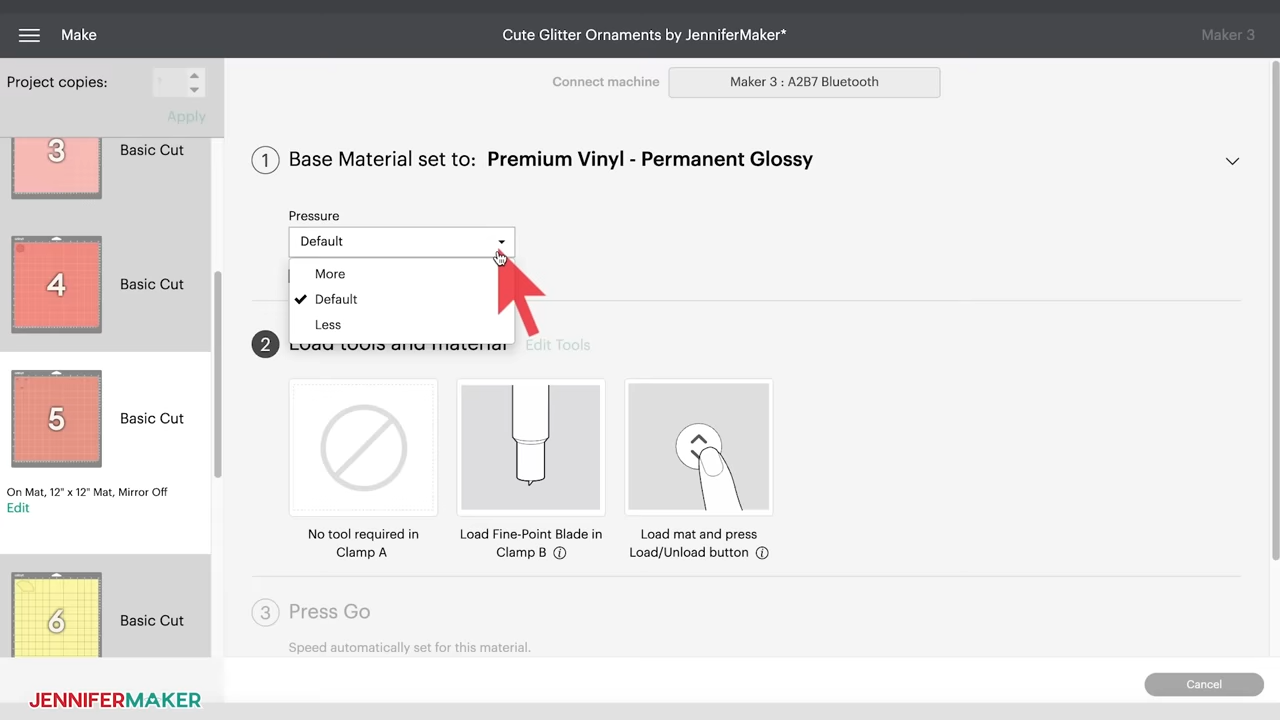 Make
Cute Glitter Ornaments by JenniferMaker*
Maker 3
Project copies:
Apply
Connect machine
Maker 3 : A2B7 Bluetooth
3
Basic Cut
4
Basic Cut
5
Basic Cut
On Mat, 12" x 12" Mat, Mirror Off
Edit
6
Basic Cut
1 Base Material set to: Premium Vinyl - Permanent Glossy
Pressure
Default
More
Default
Less
2 Load tools and material Edit Tools
No tool required in
Clamp A
Load Fine-Point Blade in
Clamp B
Load mat and press
Load/Unload button
3 Press Go
Speed automatically set for this material.
Cancel
JENNIFERMAKER